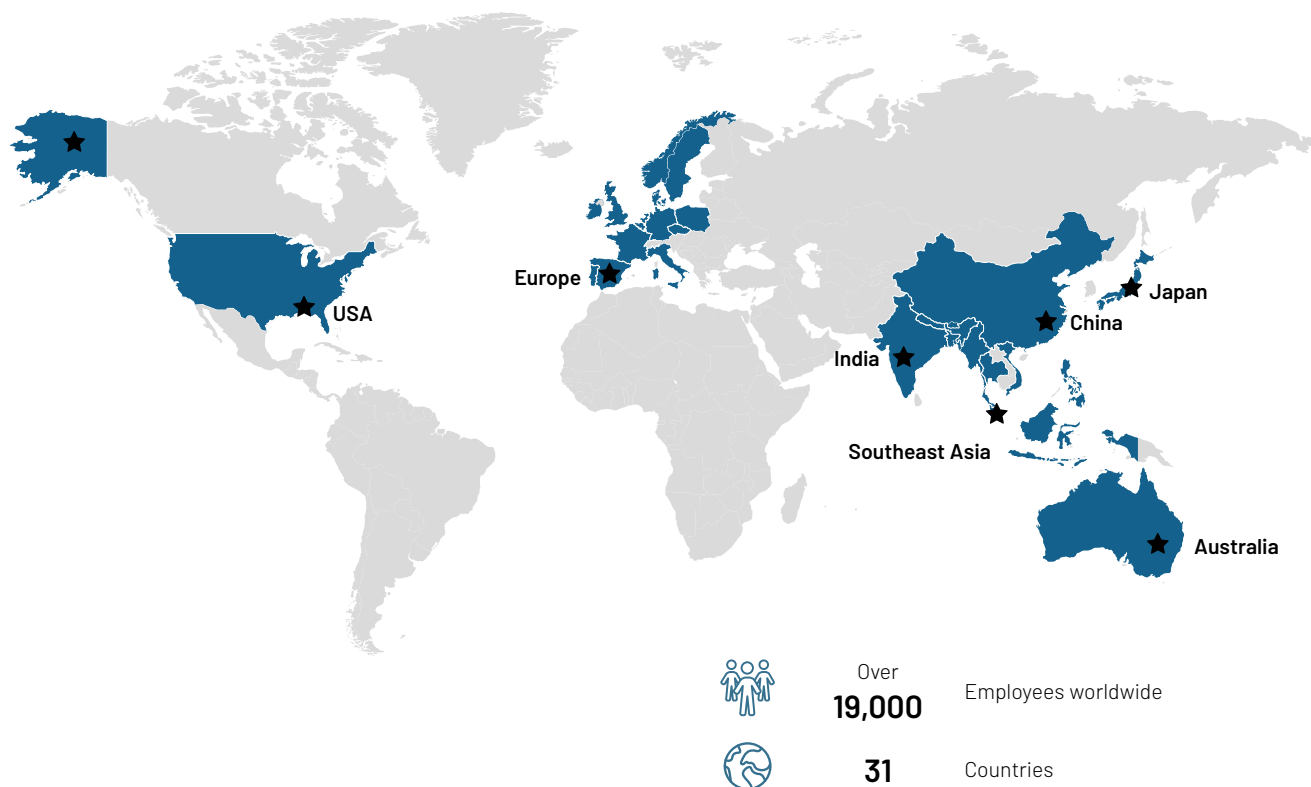 Europe
USA
Japan
China
India
Southeast Asia
Australia
Over
19,000
Employees worldwide
31
Countries